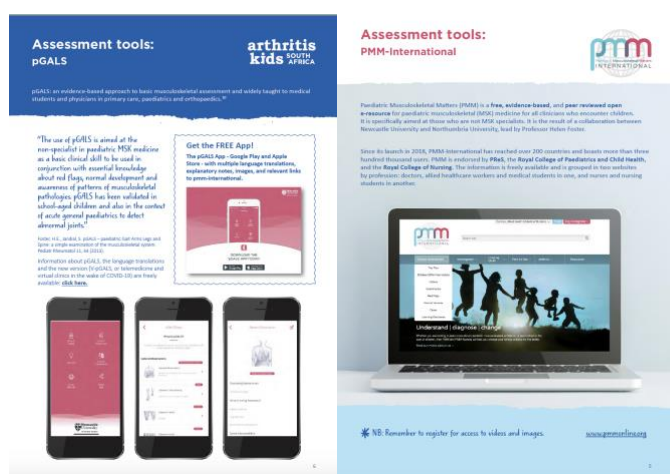 Assessment tools:
pGALS
arthritis
kids SOUTH AFRICA
pGALS: an evidence-based approach to basic musculoskeletal assessment and widely taught to medical
students and physicians in primary care, paediatrics and orthopaedics.
"The use of pGALS is aimed at the
non-specialist in paediatric MSK medicine
as a basic clinical skill to be used in
conjunction with essential knowledge
about red flags, normal development and
awareness of patterns of musculoskeletal
pathologies. pGALS has been validated in
school-aged children and also in the context
of acute general paediatrics to detect
abnormal joints."
Information about pGALS, the language translations
and the new version (V-pGALS, or telemedicine and
virtual clinics in the wake of COVID-19) are freely
available: click here.
Get the FREE App!
The pGALS App - Google Play and Apple
Store - with multiple language translations,
explanatory notes, images, and relevant links
to pmm-international.
Assessment tools:
PMM-International
pmm
INTERNATIONAL
Paediatric Musculoskeletal Matters (PMM) is a free, evidence-based, and peer reviewed open
e-resource for paediatric musculoskeletal (MSK) medicine for all clinicians who encounter children.
It is specifically aimed at those who are not MSK specialists. It is the result of a collaboration between
Newcastle University and Northumbria University, lead by Professor Helen Foster.
Since its launch in 2018, PMM-International has reached over 200 countries and boasts more than three
hundred thousand users. PMM is endorsed by PReS, the Royal College of Paediatrics and Child Health,
and the Royal College of Nursing. The information is freely available and is grouped in two websites
by profession: doctors, allied healthcare workers and medical students in one, and nurses and nursing
students in another.
pmm
INTERNATIONAL
Understand | diagnose | change
NB: Remember to register for access to videos and images.
www.pmmonline.org